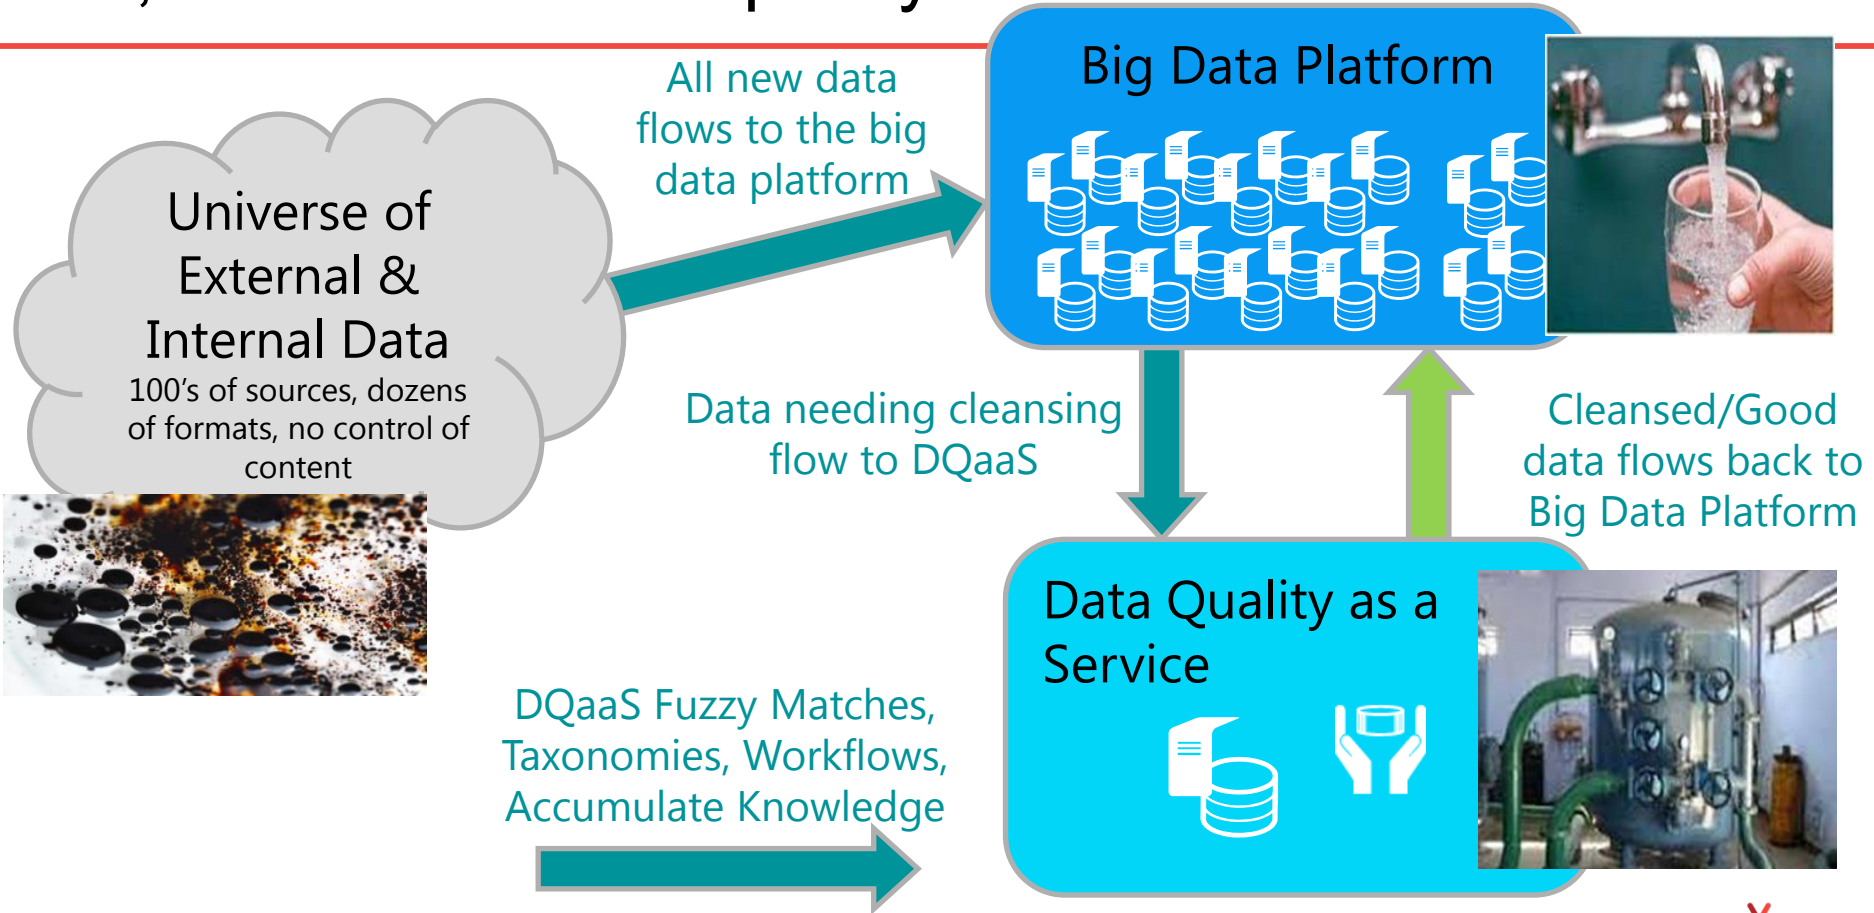 All new data
flows to the big
data platform
Big Data Platform
Universe of
External &
Internal Data
100's of sources, dozens
of formats, no control of
content
Data needing cleansing
flow to DQaaS
Cleansed/Good
data flows back to
Big Data Platform
Data Quality as a
Service
DQaaS Fuzzy Matches,
Taxonomies, Workflows,
Accumulate Knowledge